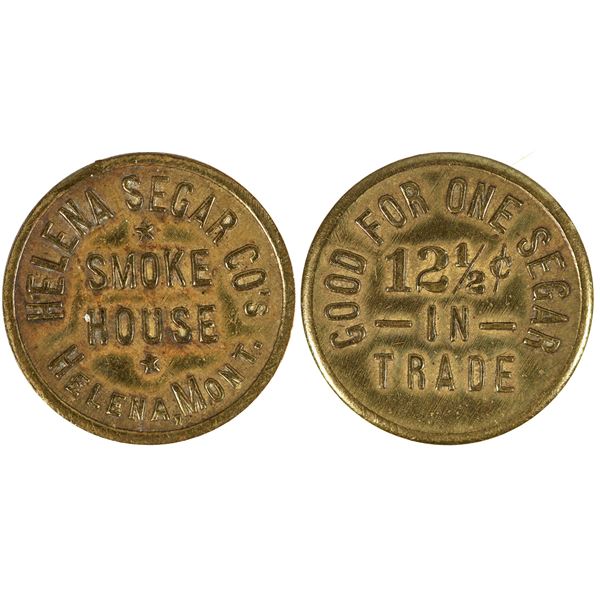 HELENA SEGAR CO'S
SMOKE
HOUSE
HELENA, MONT.
GOOD FOR ONE SEGAR
12½¢
IN
TRADE